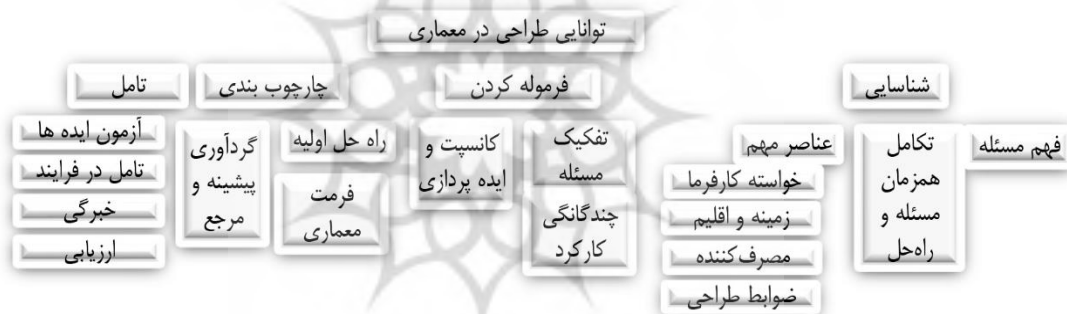 توانایی طراحی در معماری
شناسایی
فرموله کردن
چارچوب بندی
تامل
فهم مسئله
تکامل
همزمان
مسئله و
راه‌حل
عناصر مهم
خواسته کارفرما
زمینه و اقلیم
مصرف‌کننده
ضوابط طراحی
تفکیک
مسئله
چندگانگی
کارکرد
کانسپت و
ایده پردازی
راه حل اولیه
فرمت
معماری
گردآوری
پیشینه و
مرجع
آزمون ایده ها
تامل در فرایند
خبرگی
ارزیابی